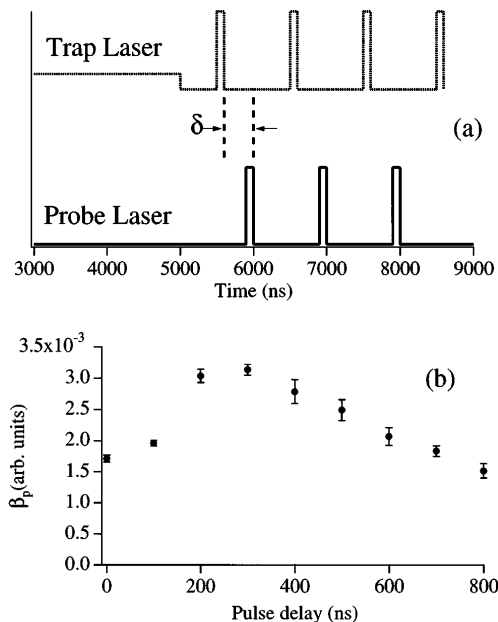 Trap Laser
δ
(a)
Probe Laser
3000 4000 5000 6000 7000 8000 9000
Time (ns)
(b)
3.5x10-3
3.0
2.5
2.0
1.5
1.0
0.5
0.0
βp(arb. units)
0 200 400 600 800
Pulse delay (ns)